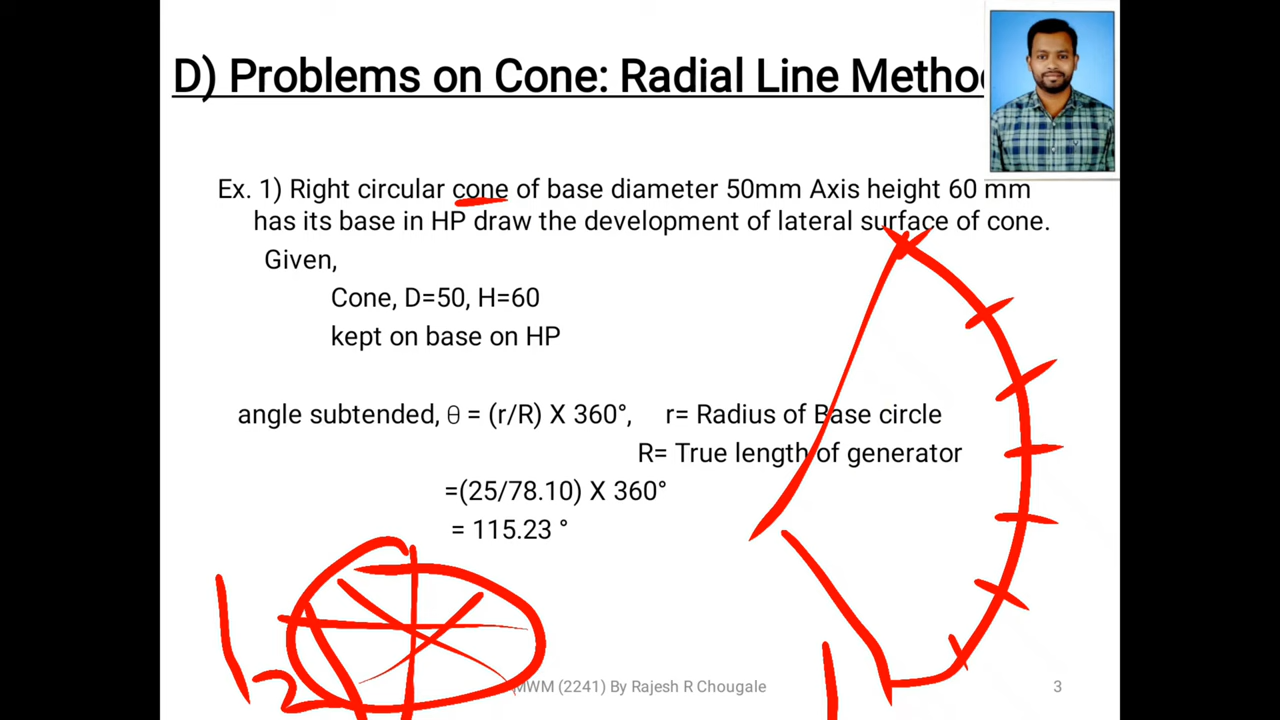 D) Problems on Cone: Radial Line Metho
Ex. 1) Right circular cone of base diameter 50mm Axis height 60 mm
has its base in HP draw the development of lateral surface of cone.
Given,
Cone, D=50, H=60
kept on base on HP
angle subtended, θ = (r/R) X 360°, r= Radius of Base circle
R= True length of generator
=(25/78.10) X 360°
= 115.23 °
MWM (2241) By Rajesh R Chougale
3